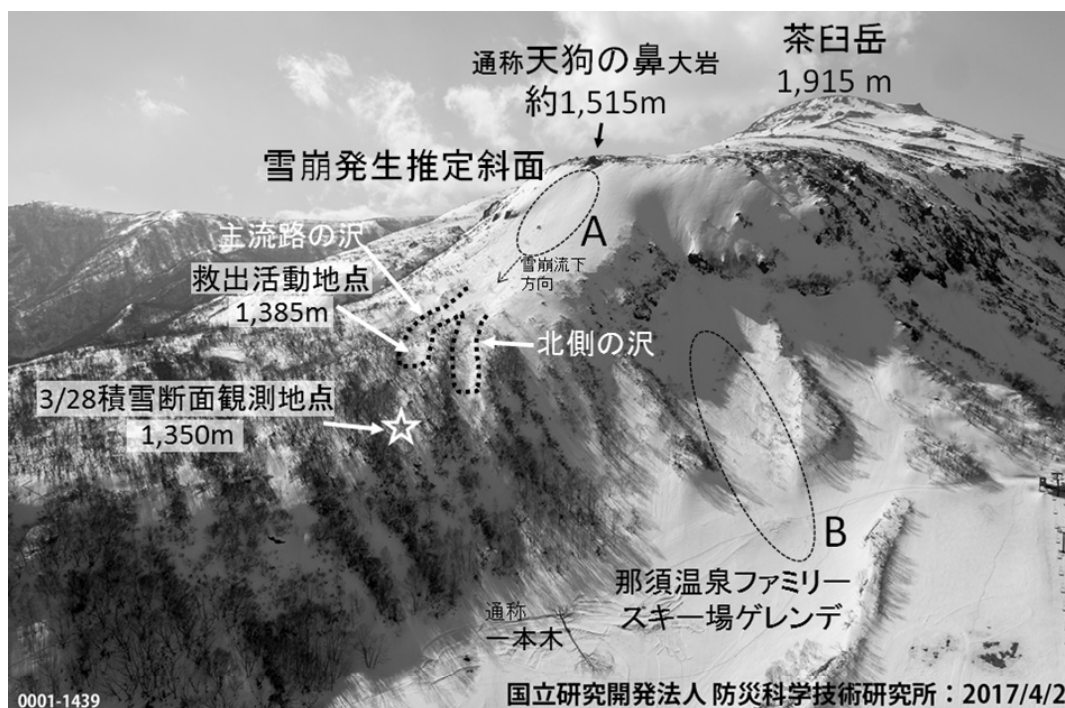 茶臼岳
1,915 m
通称天狗の鼻大岩
約1,515m
雪崩発生推定斜面
A
主流路の沢
雪崩流下
方向
救出活動地点
1,385m
北側の沢
3/28積雪断面観測地点
1,350m
B
那須温泉ファミリー
スキー場ゲレンデ
通称
一本木
0001-1439
国立研究開発法人 防災科学技術研究所：2017/4/2